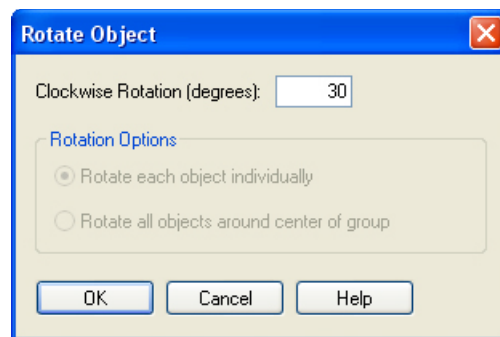 Rotate Object
Clockwise Rotation (degrees): 30
Rotation Options
Rotate each object individually
Rotate all objects around center of group
OK Cancel Help